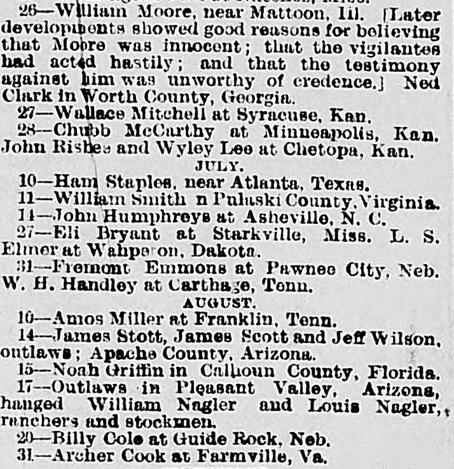 26—William Moore, near Mattoon, Ill. [Later
developments showed good reasons for believing
that Moore was innocent; that the vigilantes
had acted hastily; and that the testimony
against him was unworthy of credence.] Ned
Clark in Worth County, Georgia.
27—Wallace Mitchell at Syracuse, Kan.
28—Chubb McCarthy at Minneapolis, Kan.
John Rishes and Wyley Lee at Chetopa, Kan.
JULY.
10—Ham Staples, near Atlanta, Texas.
11—William Smith n Pulaski County, Virginia.
14—John Humphreys at Asheville, N. C.
27—Eli Bryant at Starkville, Miss. L. S.
Elmer at Wahpe on, Dakota.
31—Fremont Emmons at Pawnee City, Neb.
W. H. Handley at Carthage, Tenn.
AUGUST.
10—Amos Miller at Franklin, Tenn.
14—James Stott, James Scott and Jeff Wilson,
outlaws; Apache County, Arizona.
15—Noah Griffin in Calhoun County, Florida.
17—Outlaws in Pleasant Valley, Arizona,
hanged William Nagler and Louis Nagler,
ranchers and stockmen.
20—Billy Cole at Guide Rock, Neb.
31—Archer Cook at Farmville, Va.